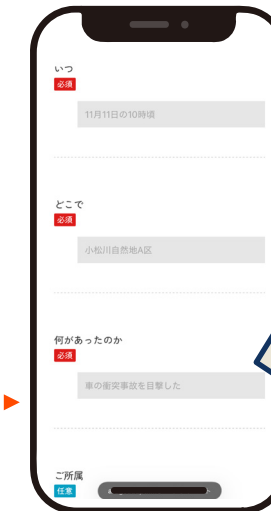 いつ
必須
11月11日の10時頃
どこで
必須
小松川自然地A区
何があったのか
必須
車の衝突事故を目撃した
ご所属
任意